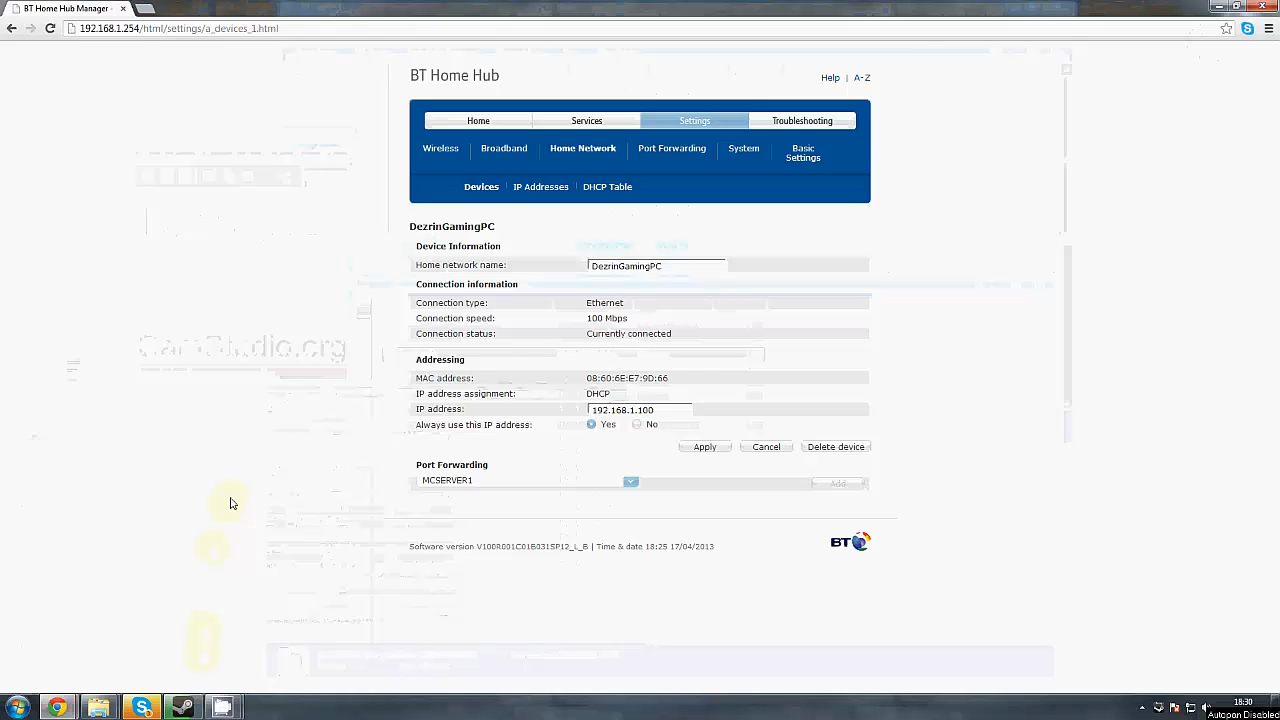 BT Home Hub Manager -
192.168.1.254/html/settings/a_devices_1.html
BT Home Hub
Help | A-Z
Home Services Settings Troubleshooting
Wireless Broadband Home Network Port Forwarding System Basic Settings
Devices IP Addresses DHCP Table
DezrinGamingPC
Device Information
Home network name: DezrinGamingPC
Connection information
Connection type: Ethernet
Connection speed: 100 Mbps
CamStudio.org
Connection status: Currently connected
Addressing
MAC address: 08:60:6E:E7:9D:66
IP address assignment: DHCP
IP address: 192.168.1.100
Always use this IP address: Yes No
Apply Cancel Delete device
Port Forwarding
MCSERVER1 Add
Software version V100R001C01B031SP12_L_B | Time & date 18:25 17/04/2013
BT
18:30
Autopon Disabled